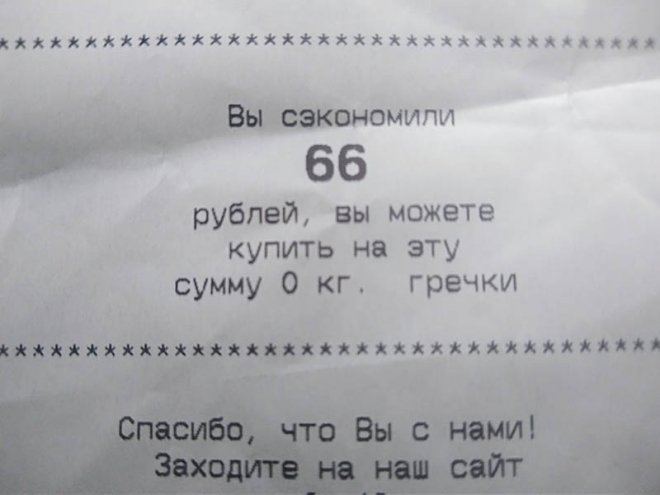 ************************************************
Вы сэкономили
66
рублей, вы можете
купить на эту
сумму 0 кг. гречки
************************************************
Спасибо, что Вы с нами!
Заходите на наш сайт